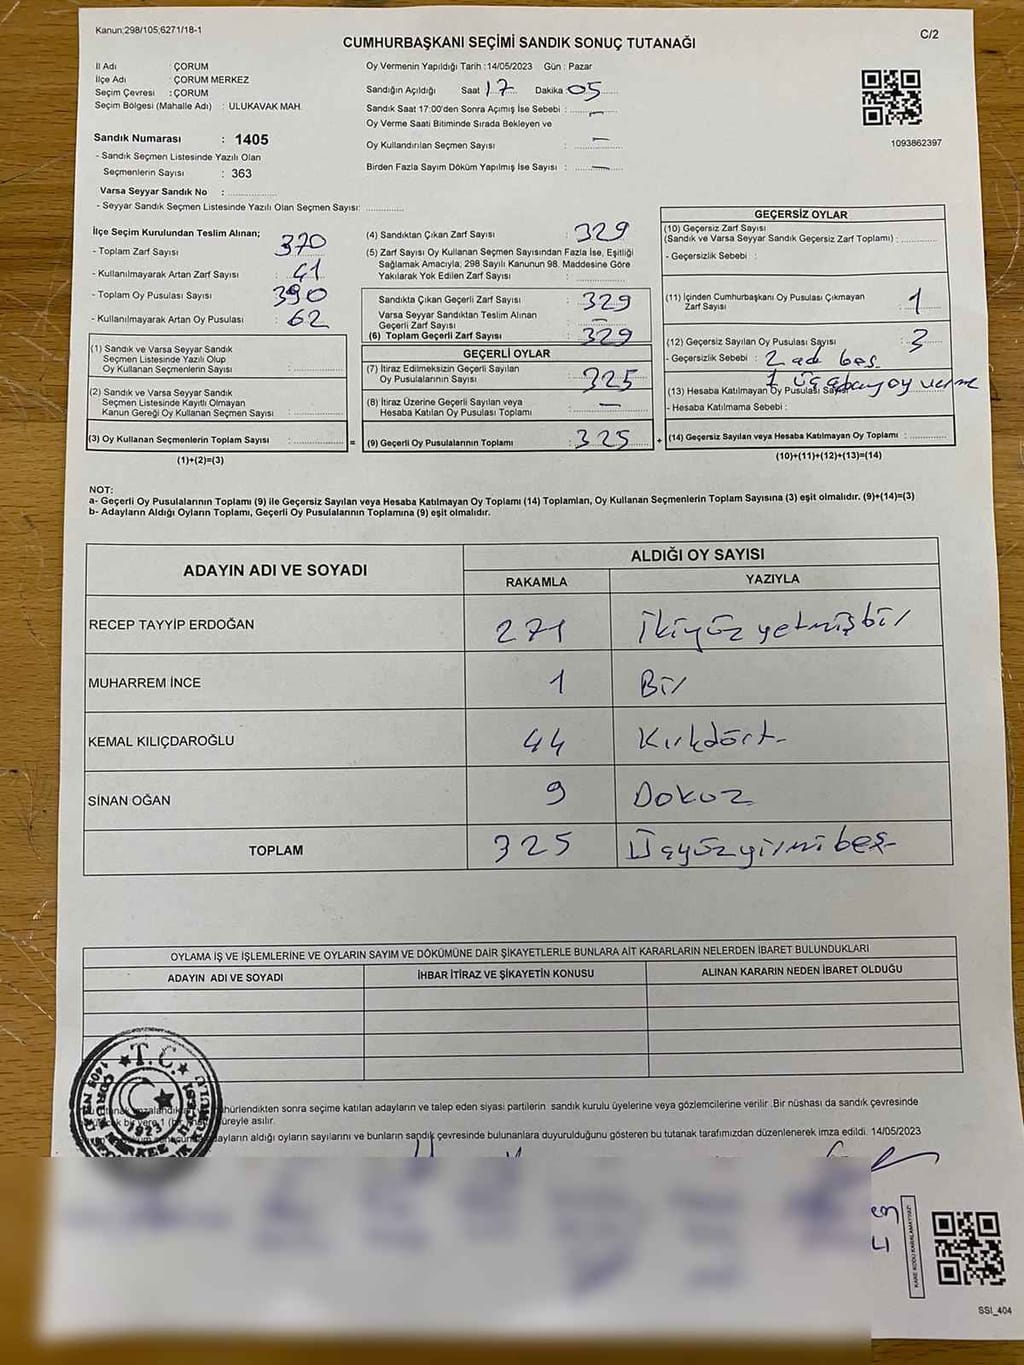 Kanun;298/105;6271/18-1
C/2
CUMHURBAŞKANI SEÇİMİ SANDIK SONUÇ TUTANAĞI
İl Adı : ÇORUM
İlçe Adı : ÇORUM MERKEZ
Seçim Çevresi : ÇORUM
Seçim Bölgesi (Mahalle Adı) : ULUKAVAK MAH.
Sandık Numarası : 1405
- Sandık Seçmen Listesinde Yazılı Olan
Seçmenlerin Sayısı : 363
Varsa Seyyar Sandık No :
- Seyyar Sandık Seçmen Listesinde Yazılı Olan Seçmen Sayısı:
Oy Vermenin Yapıldığı Tarih :14/05/2023 Gün : Pazar
Sandığın Açıldığı Saat 17 Dakika 05
Sandık Saat 17:00'den Sonra Açımış İse Sebebi : —
Oy Verme Saati Bitiminde Sırada Bekleyen ve
Oy Kullandırılan Seçmen Sayısı : —
Birden Fazla Sayım Döküm Yapılmış İse Sayısı : —
1093862397
İlçe Seçim Kurulundan Teslim Alınan;
- Toplam Zarf Sayısı : 370
- Kullanılmayarak Artan Zarf Sayısı : 41
- Toplam Oy Pusulası Sayısı : 390
- Kullanılmayarak Artan Oy Pusulası : 62
(1) Sandık ve Varsa Seyyar Sandık
Seçmen Listesinde Yazılı Olup
Oy Kullanan Seçmenlerin Sayısı :
(2) Sandık ve Varsa Seyyar Sandık
Seçmen Listesinde Kayıtlı Olmayan
Kanun Gereği Oy Kullanan Seçmen Sayısı :
(3) Oy Kullanan Seçmenlerin Toplam Sayısı : =
(1)+(2)=(3)
(4) Sandıktan Çıkan Zarf Sayısı : 329
(5) Zarf Sayısı Oy Kullanan Seçmen Sayısından Fazla İse, Eşitliği
Sağlamak Amacıyla; 298 Sayılı Kanunun 98. Maddesine Göre
Yakılarak Yok Edilen Zarf Sayısı :
Sandıkta Çıkan Geçerli Zarf Sayısı : 329
Varsa Seyyar Sandıktan Teslim Alınan
Geçerli Zarf Sayısı : —
(6) Toplam Geçerli Zarf Sayısı : 329
GEÇERLİ OYLAR
(7) İtiraz Edilmeksizin Geçerli Sayılan
Oy Pusulalarının Sayısı : 325
(8) İtiraz Üzerine Geçerli Sayılan veya
Hesaba Katılan Oy Pusulası Toplamı : —
(9) Geçerli Oy Pusulalarının Toplamı : 325 +
GEÇERSİZ OYLAR
(10) Geçersiz Zarf Sayısı
(Sandık ve Varsa Seyyar Sandık Geçersiz Zarf Toplamı) :
- Geçersizlik Sebebi :
(11) İçinden Cumhurbaşkanı Oy Pusulası Çıkmayan
Zarf Sayısı : 1
(12) Geçersiz Sayılan Oy Pusulası Sayısı : 3
- Geçersizlik Sebebi : 2 ad boş
1 oy verme
(13) Hesaba Katılmayan Oy Pusulası Sayısı
- Hesaba Katılmama Sebebi :
(14) Geçersiz Sayılan veya Hesaba Katılmayan Oy Toplamı :
(10)+(11)+(12)+(13)=(14)
NOT:
a- Geçerli Oy Pusulalarının Toplamı (9) ile Geçersiz Sayılan veya Hesaba Katılmayan Oy Toplamı (14) Toplamları, Oy Kullanan Seçmenlerin Toplam Sayısına (3) eşit olmalıdır. (9)+(14)=(3)
b- Adayların Aldığı Oyların Toplamı, Geçerli Oy Pusulalarının Toplamına (9) eşit olmalıdır.
ADAYIN ADI VE SOYADI
ALDIĞI OY SAYISI
RAKAMLA YAZIYLA
RECEP TAYYİP ERDOĞAN 271 İkiyüzyetmişbir
MUHARREM İNCE 1 Bir
KEMAL KILIÇDAROĞLU 44 Kırkdört
SİNAN OĞAN 9 Dokuz
TOPLAM 325 Üçyüzyirmibeş
OYLAMA İŞ VE İŞLEMLERİNE VE OYLARIN SAYIM VE DÖKÜMÜNE DAİR ŞİKAYETLERLE BUNLARA AİT KARARLARIN NELERDEN İBARET BULUNDUKLARI
ADAYIN ADI VE SOYADI İHBAR İTİRAZ VE ŞİKAYETİN KONUSU ALINAN KARARIN NEDEN İBARET OLDUĞU
T.C.
1923
hürlendikten sonra seçime katılan adayların ve talep eden siyasi partilerin sandık kurulu üyelerine veya gözlemcilerine verilir .Bir nüshası da sandık çevresinde
süreyle asılır.
dayların aldığı oyların sayılarını ve bunların sandık çevresinde bulunanlara duyurulduğunu gösteren bu tutanak tarafımızdan düzenlenerek imza edildi. 14/05/2023
KARE KODU KARALAMAYINIZ!
SSI_404